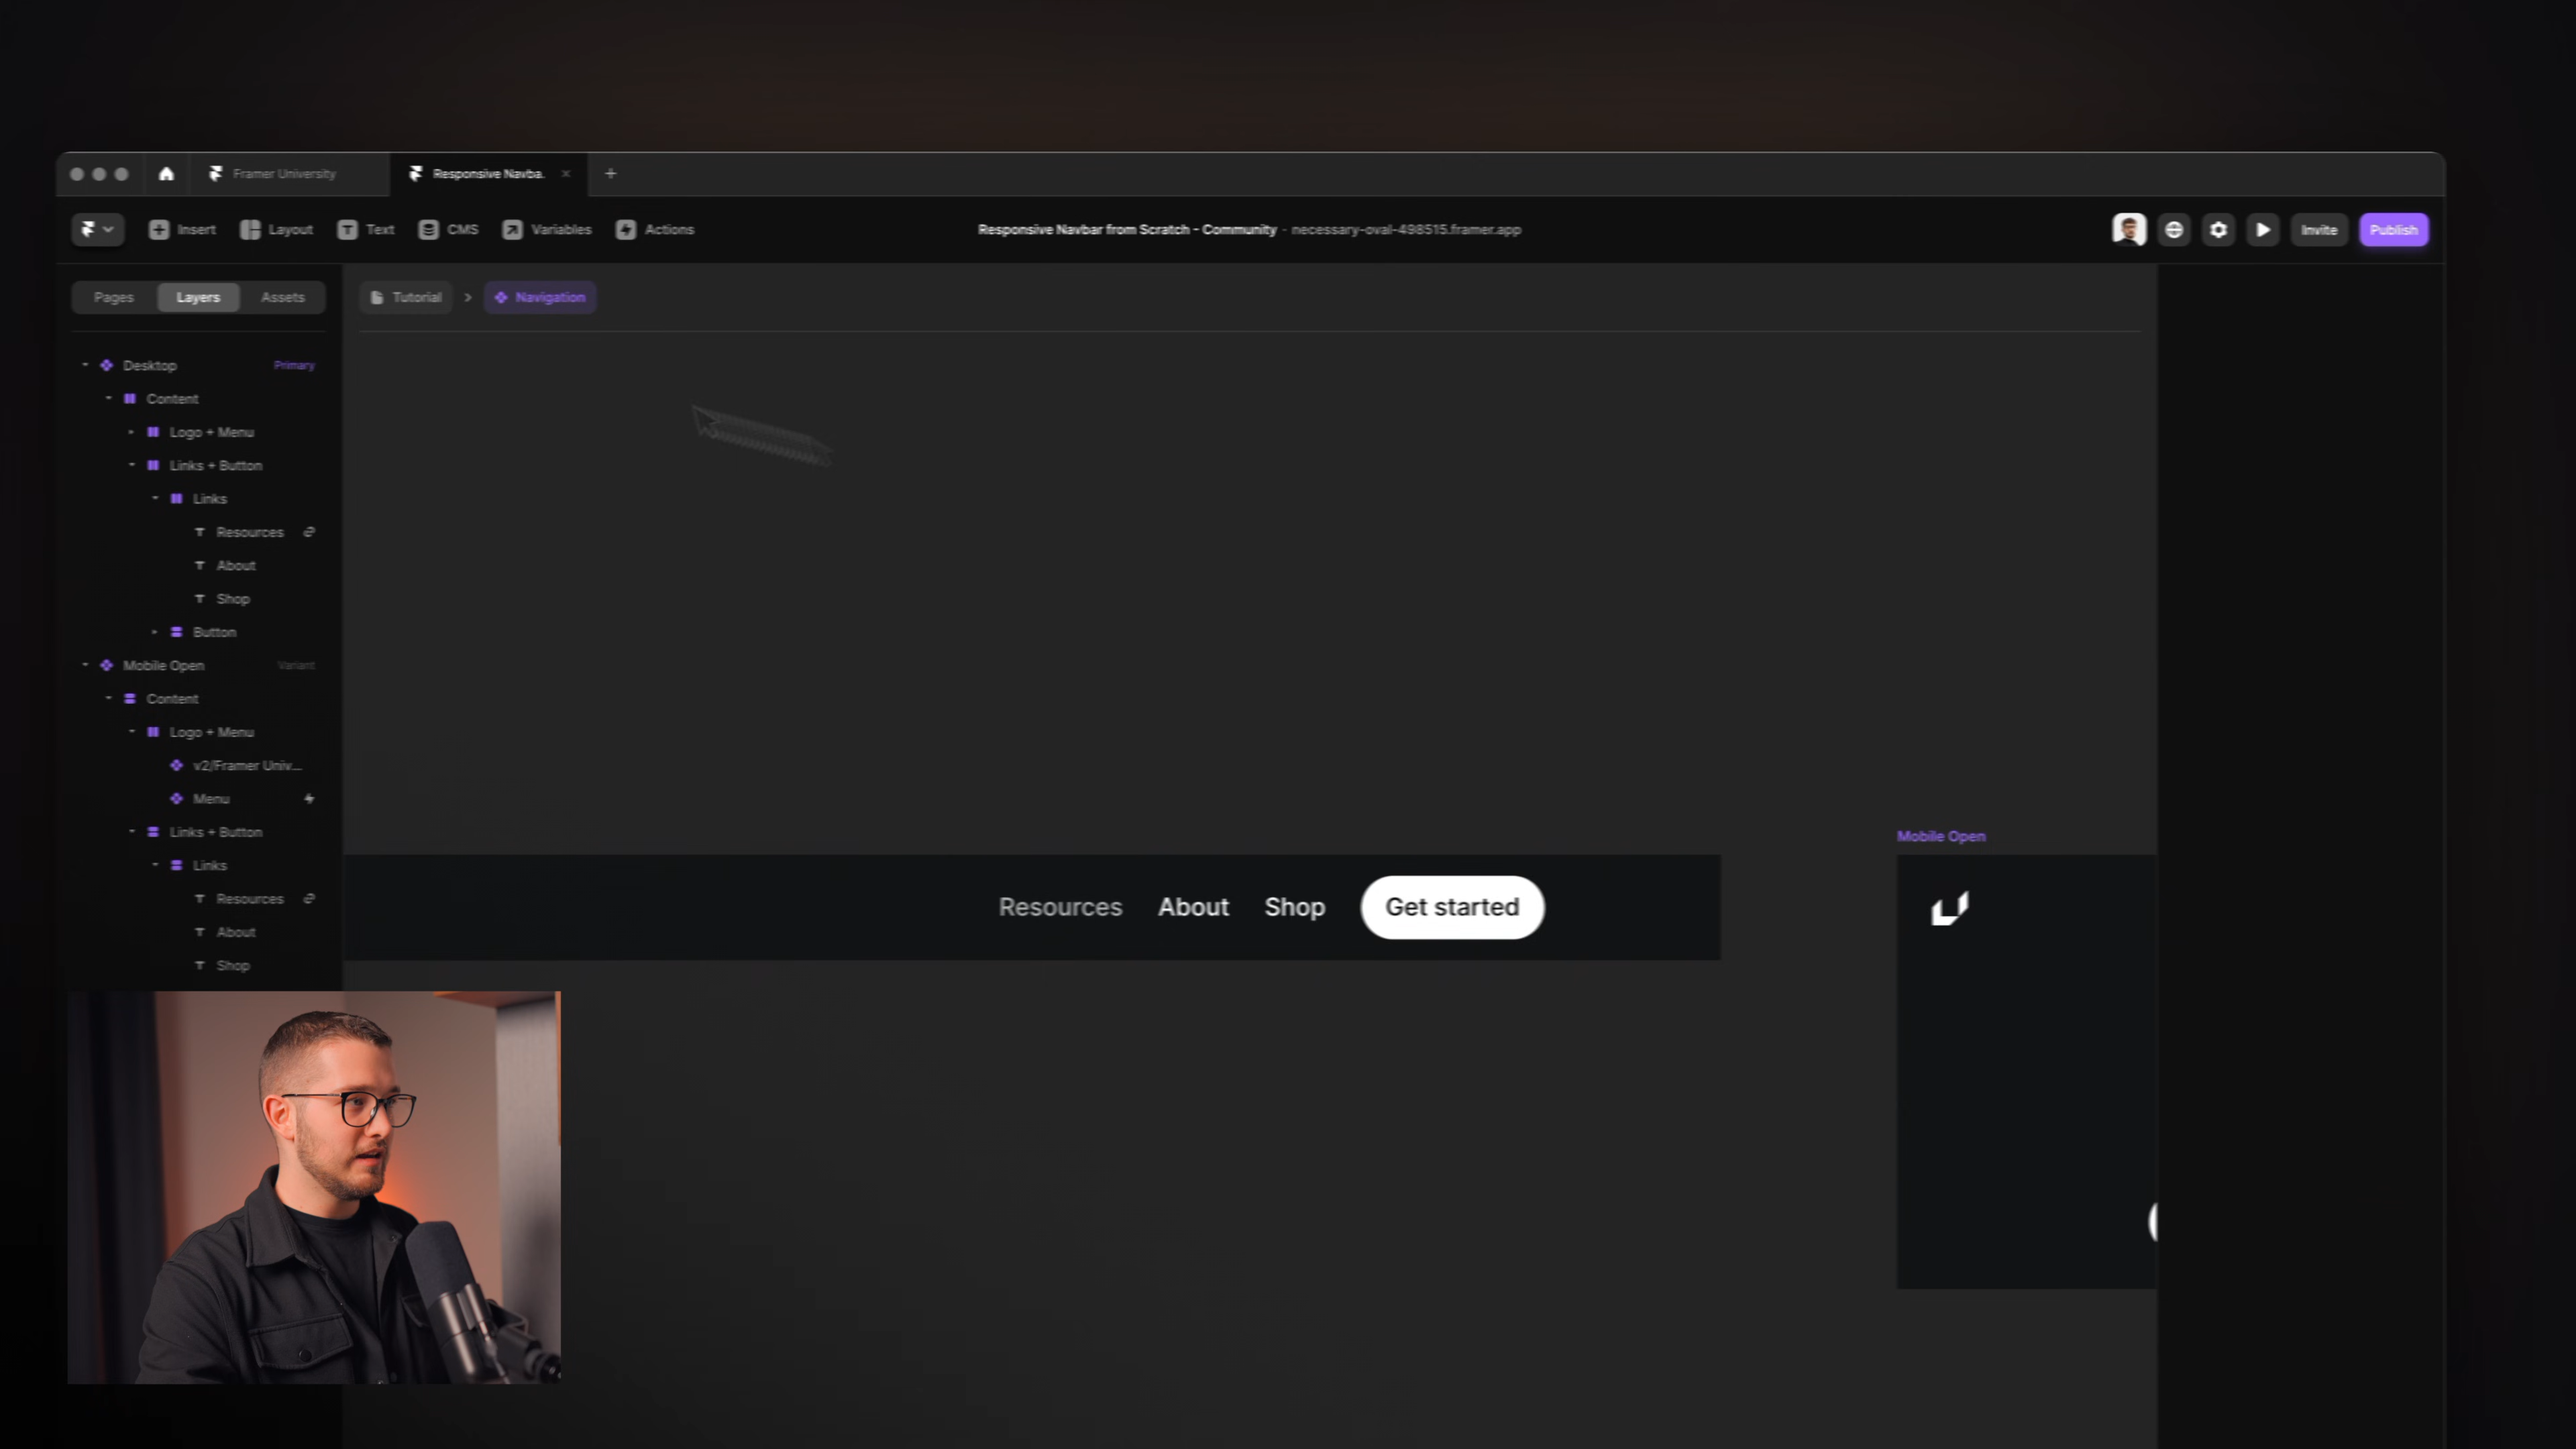 Framer University
Responsive Navba.
Insert
Layout
Text
CMS
Variables
Actions
Responsive Navbar from Scratch - Community - necessary-oval-498515.framer.app
Invite
Publish
Pages
Layers
Assets
Tutorial
Navigation
Desktop
Primary
Content
Logo + Menu
Links + Button
Links
Resources
About
Shop
Button
Mobile Open
Variant
Content
Logo + Menu
v2/Framer Univ...
Menu
Links + Button
Links
Resources
About
Shop
Resources
About
Shop
Get started
Mobile Open